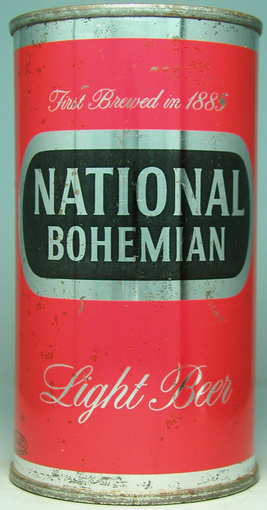 First Brewed in 1885
NATIONAL
BOHEMIAN
Light Beer